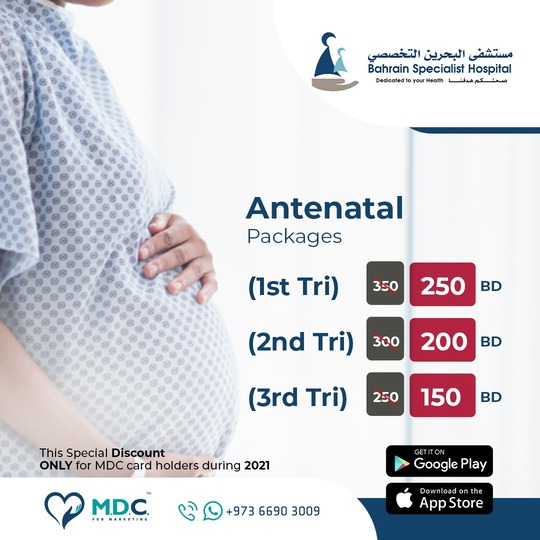 مستشفى البحرين التخصصي
Bahrain Specialist Hospital
Dedicated to your Health صحتكم هدفنا
Antenatal
Packages
(1st Tri) 350 250 BD
(2nd Tri) 300 200 BD
(3rd Tri) 250 150 BD
This Special Discount
ONLY for MDC card holders during 2021
GET IT ON
Google Play
Download on the
App Store
M.D.C. TM
FOR MARKETING
+973 6690 3009